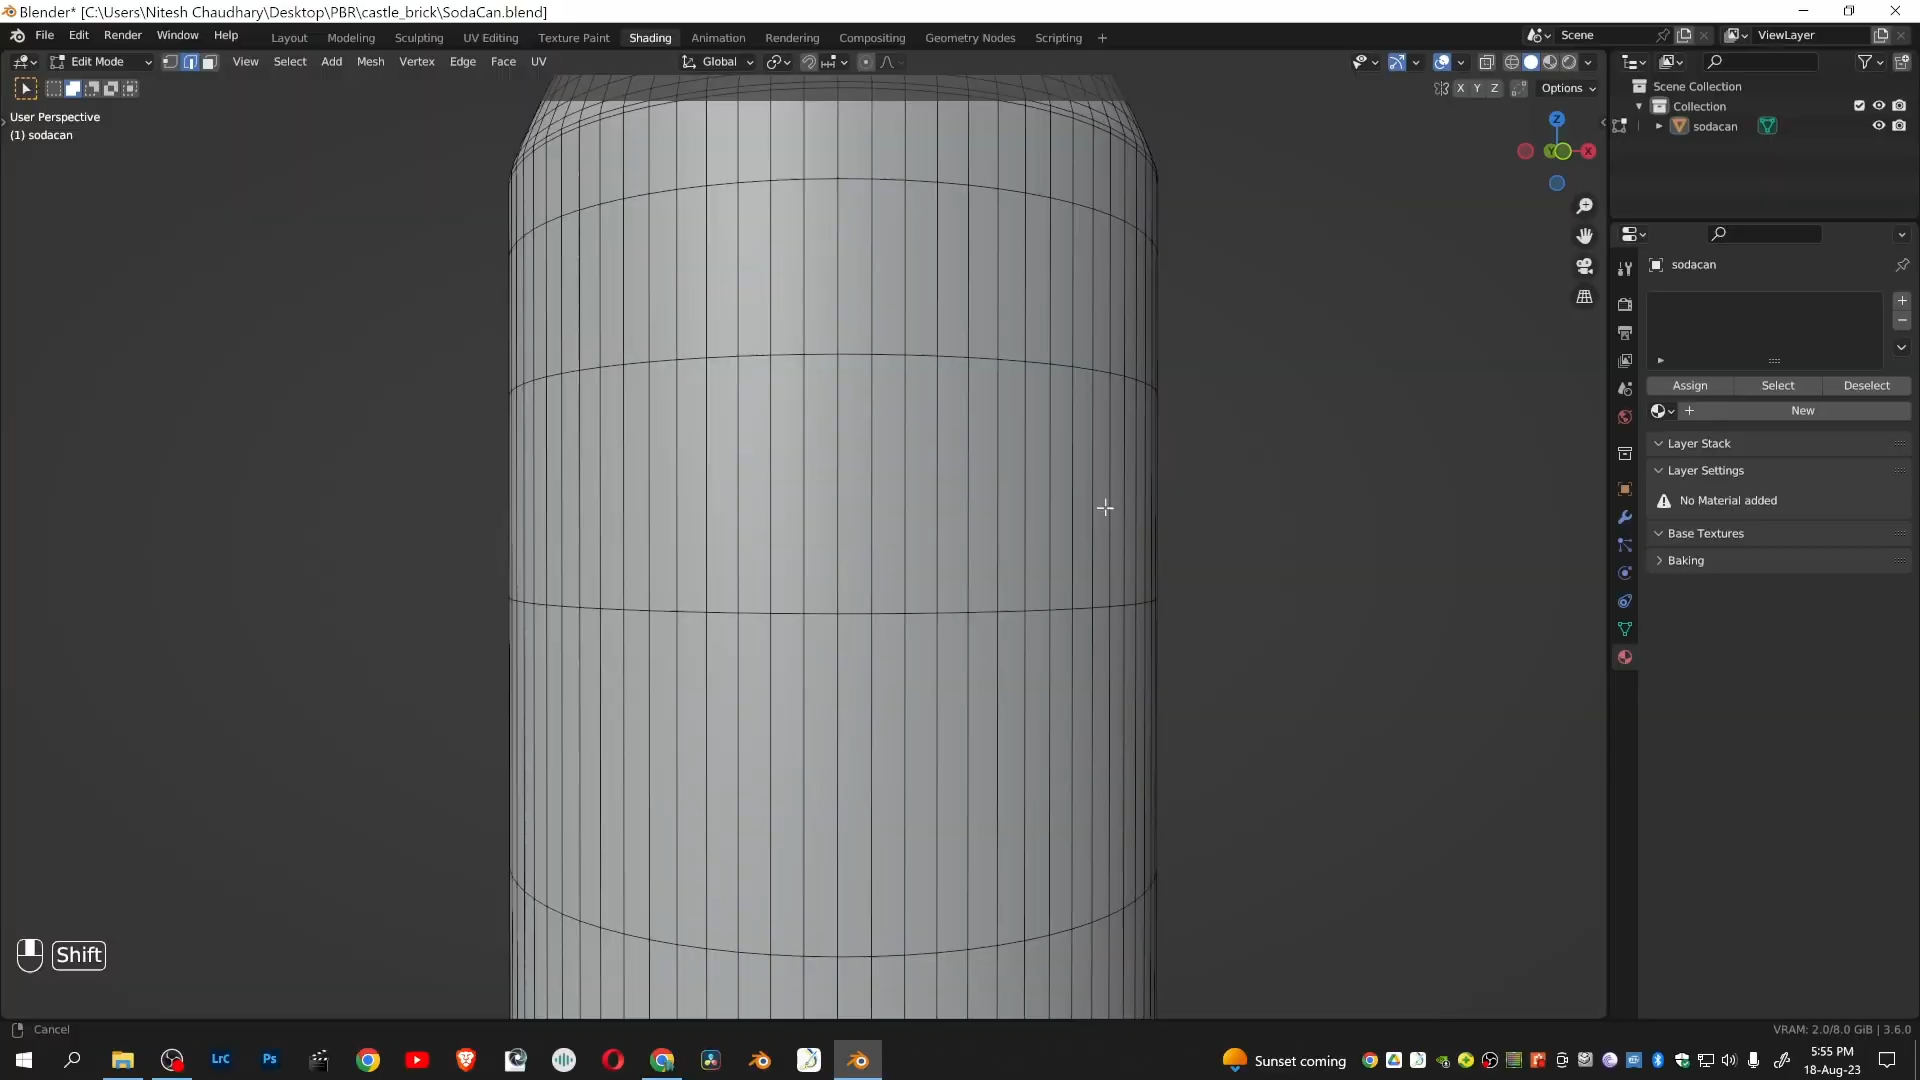 Blender* [C:\Users\Nitesh Chaudhary\Desktop\PBR\castle_brick\SodaCan.blend]
File Edit Render Window Help Layout Modeling Sculpting UV Editing Texture Paint Shading Animation Rendering Compositing Geometry Nodes Scripting + Scene ViewLayer
Edit Mode View Select Add Mesh Vertex Edge Face UV Global
X Y Z Options
User Perspective
(1) sodacan
Z
Y X
Scene Collection
Collection
sodacan
sodacan
Assign Select Deselect
New
Layer Stack
Layer Settings
No Material added
Base Textures
Baking
Shift
Cancel
VRAM: 2.0/8.0 GiB | 3.6.0
LrC Ps Sunset coming
5:55 PM
18-Aug-23